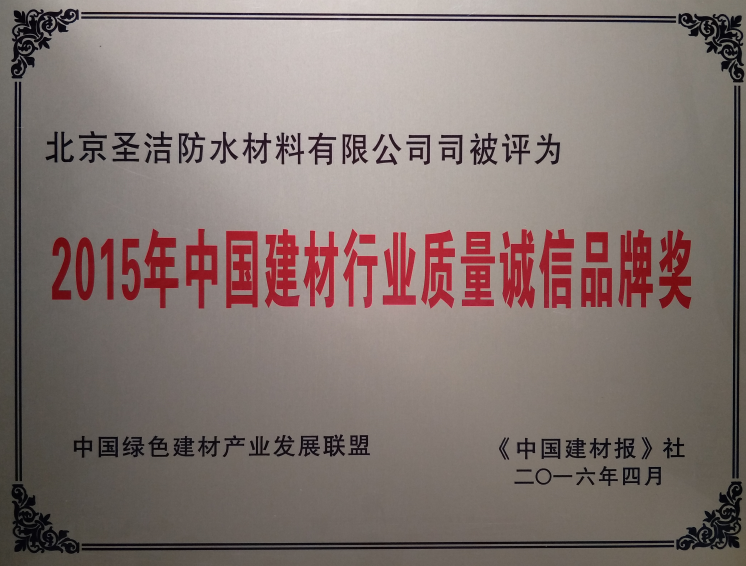 北京圣洁防水材料有限公司司被评为
2015年中国建材行业质量诚信品牌奖
中国绿色建材产业发展联盟
《中国建材报》社
二〇一六年四月